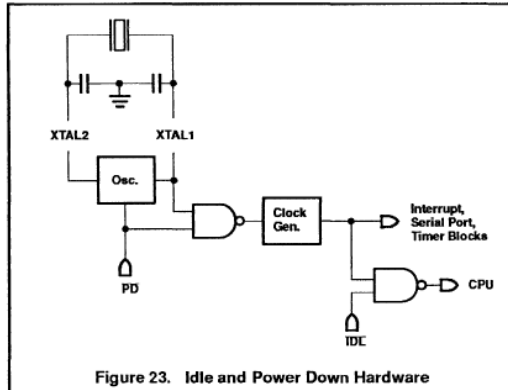 XTAL2
XTAL1
Osc.
Clock
Gen.
Interrupt,
Serial Port,
Timer Blocks
CPU
PD
IDL
Figure 23. Idle and Power Down Hardware